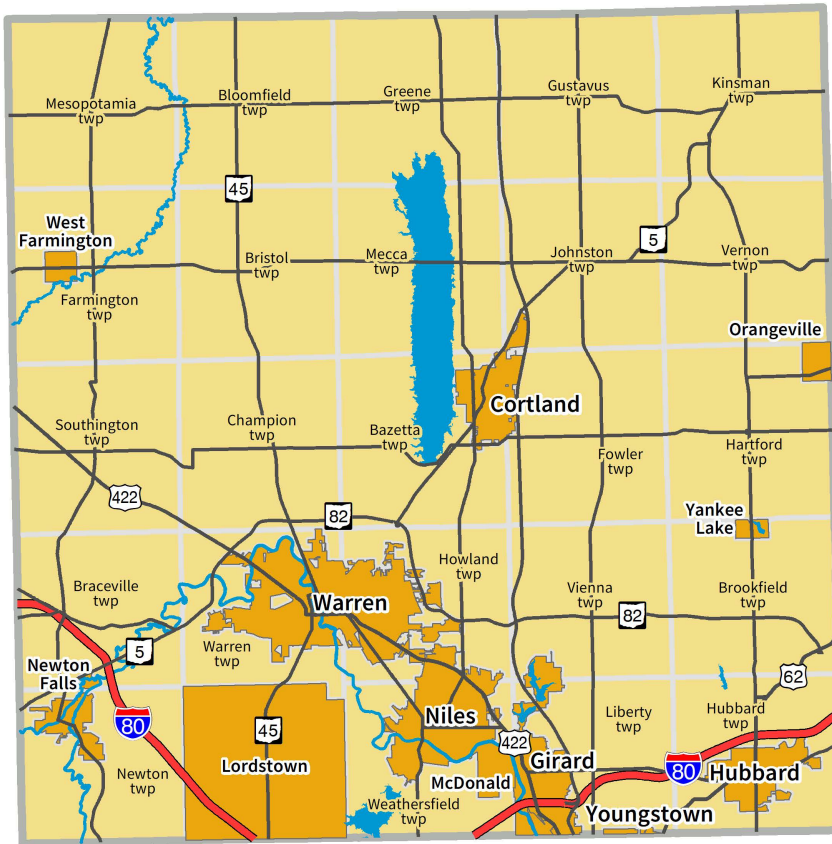 Mesopotamia
twp
Bloomfield
twp
Greene
twp
Gustavus
twp
Kinsman
twp
45
West
Farmington
Bristol
twp
Mecca
twp
Johnston
twp
5
Vernon
twp
Farmington
twp
Orangeville
Cortland
Southington
twp
Champion
twp
Bazetta
twp
Fowler
twp
Hartford
twp
422
82
Yankee
Lake
Braceville
twp
Warren
Howland
twp
Vienna
twp
82
Brookfield
twp
5
Warren
twp
Newton
Falls
62
80
45
Lordstown
Niles
422
Liberty
twp
Hubbard
twp
Newton
twp
McDonald
Girard
80
Hubbard
Weathersfield
twp
Youngstown